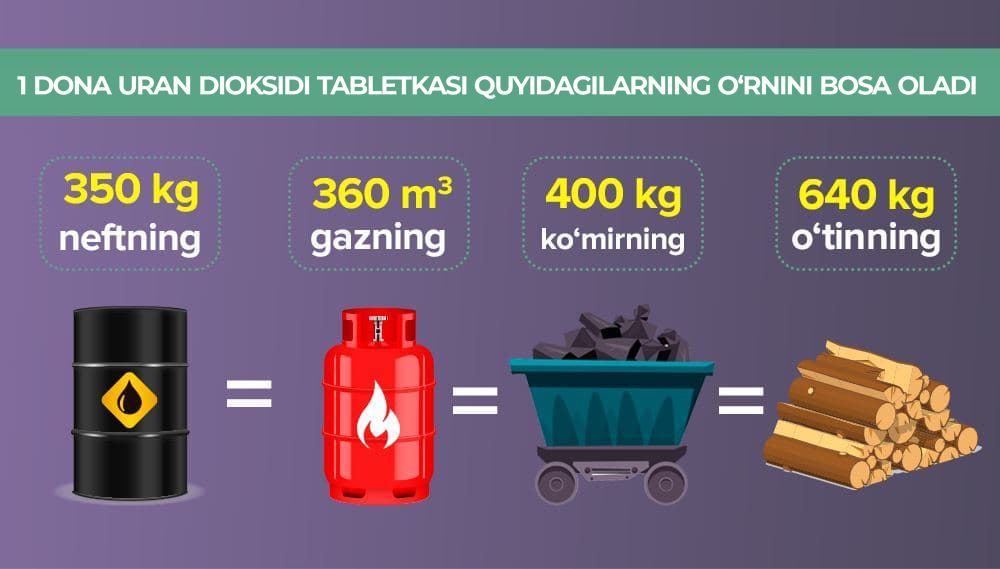 1 DONA URAN DIOKSIDI TABLETKASI QUYIDAGILARNING O‘RNINI BOSA OLADI
350 kg
neftning
360 m³
gazning
400 kg
ko‘mirning
640 kg
o‘tinning
= = =